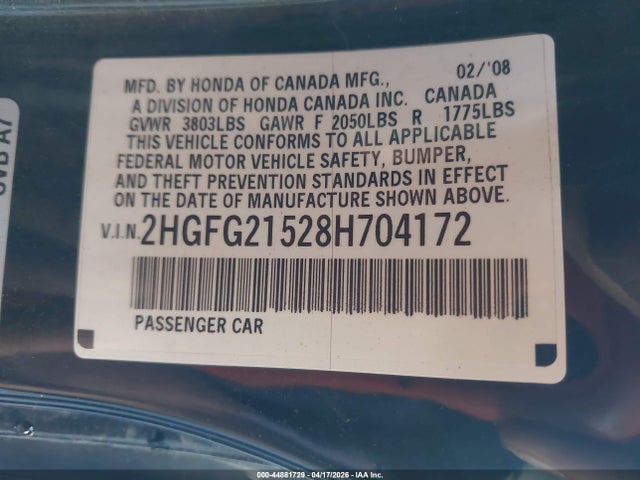 MFD. BY HONDA OF CANADA MFG., 02/'08
A DIVISION OF HONDA CANADA INC. CANADA
GVWR 3803LBS GAWR F 2050LBS R 1775LBS
THIS VEHICLE CONFORMS TO ALL APPLICABLE
FEDERAL MOTOR VEHICLE SAFETY, BUMPER,
AND THEFT PREVENTION STANDARDS IN EFFECT
ON THE DATE OF MANUFACTURE SHOWN ABOVE.
V.I.N. 2HGFG21528H704172
PASSENGER CAR
000-44881729 - 04/17/2026 - IAA Inc.